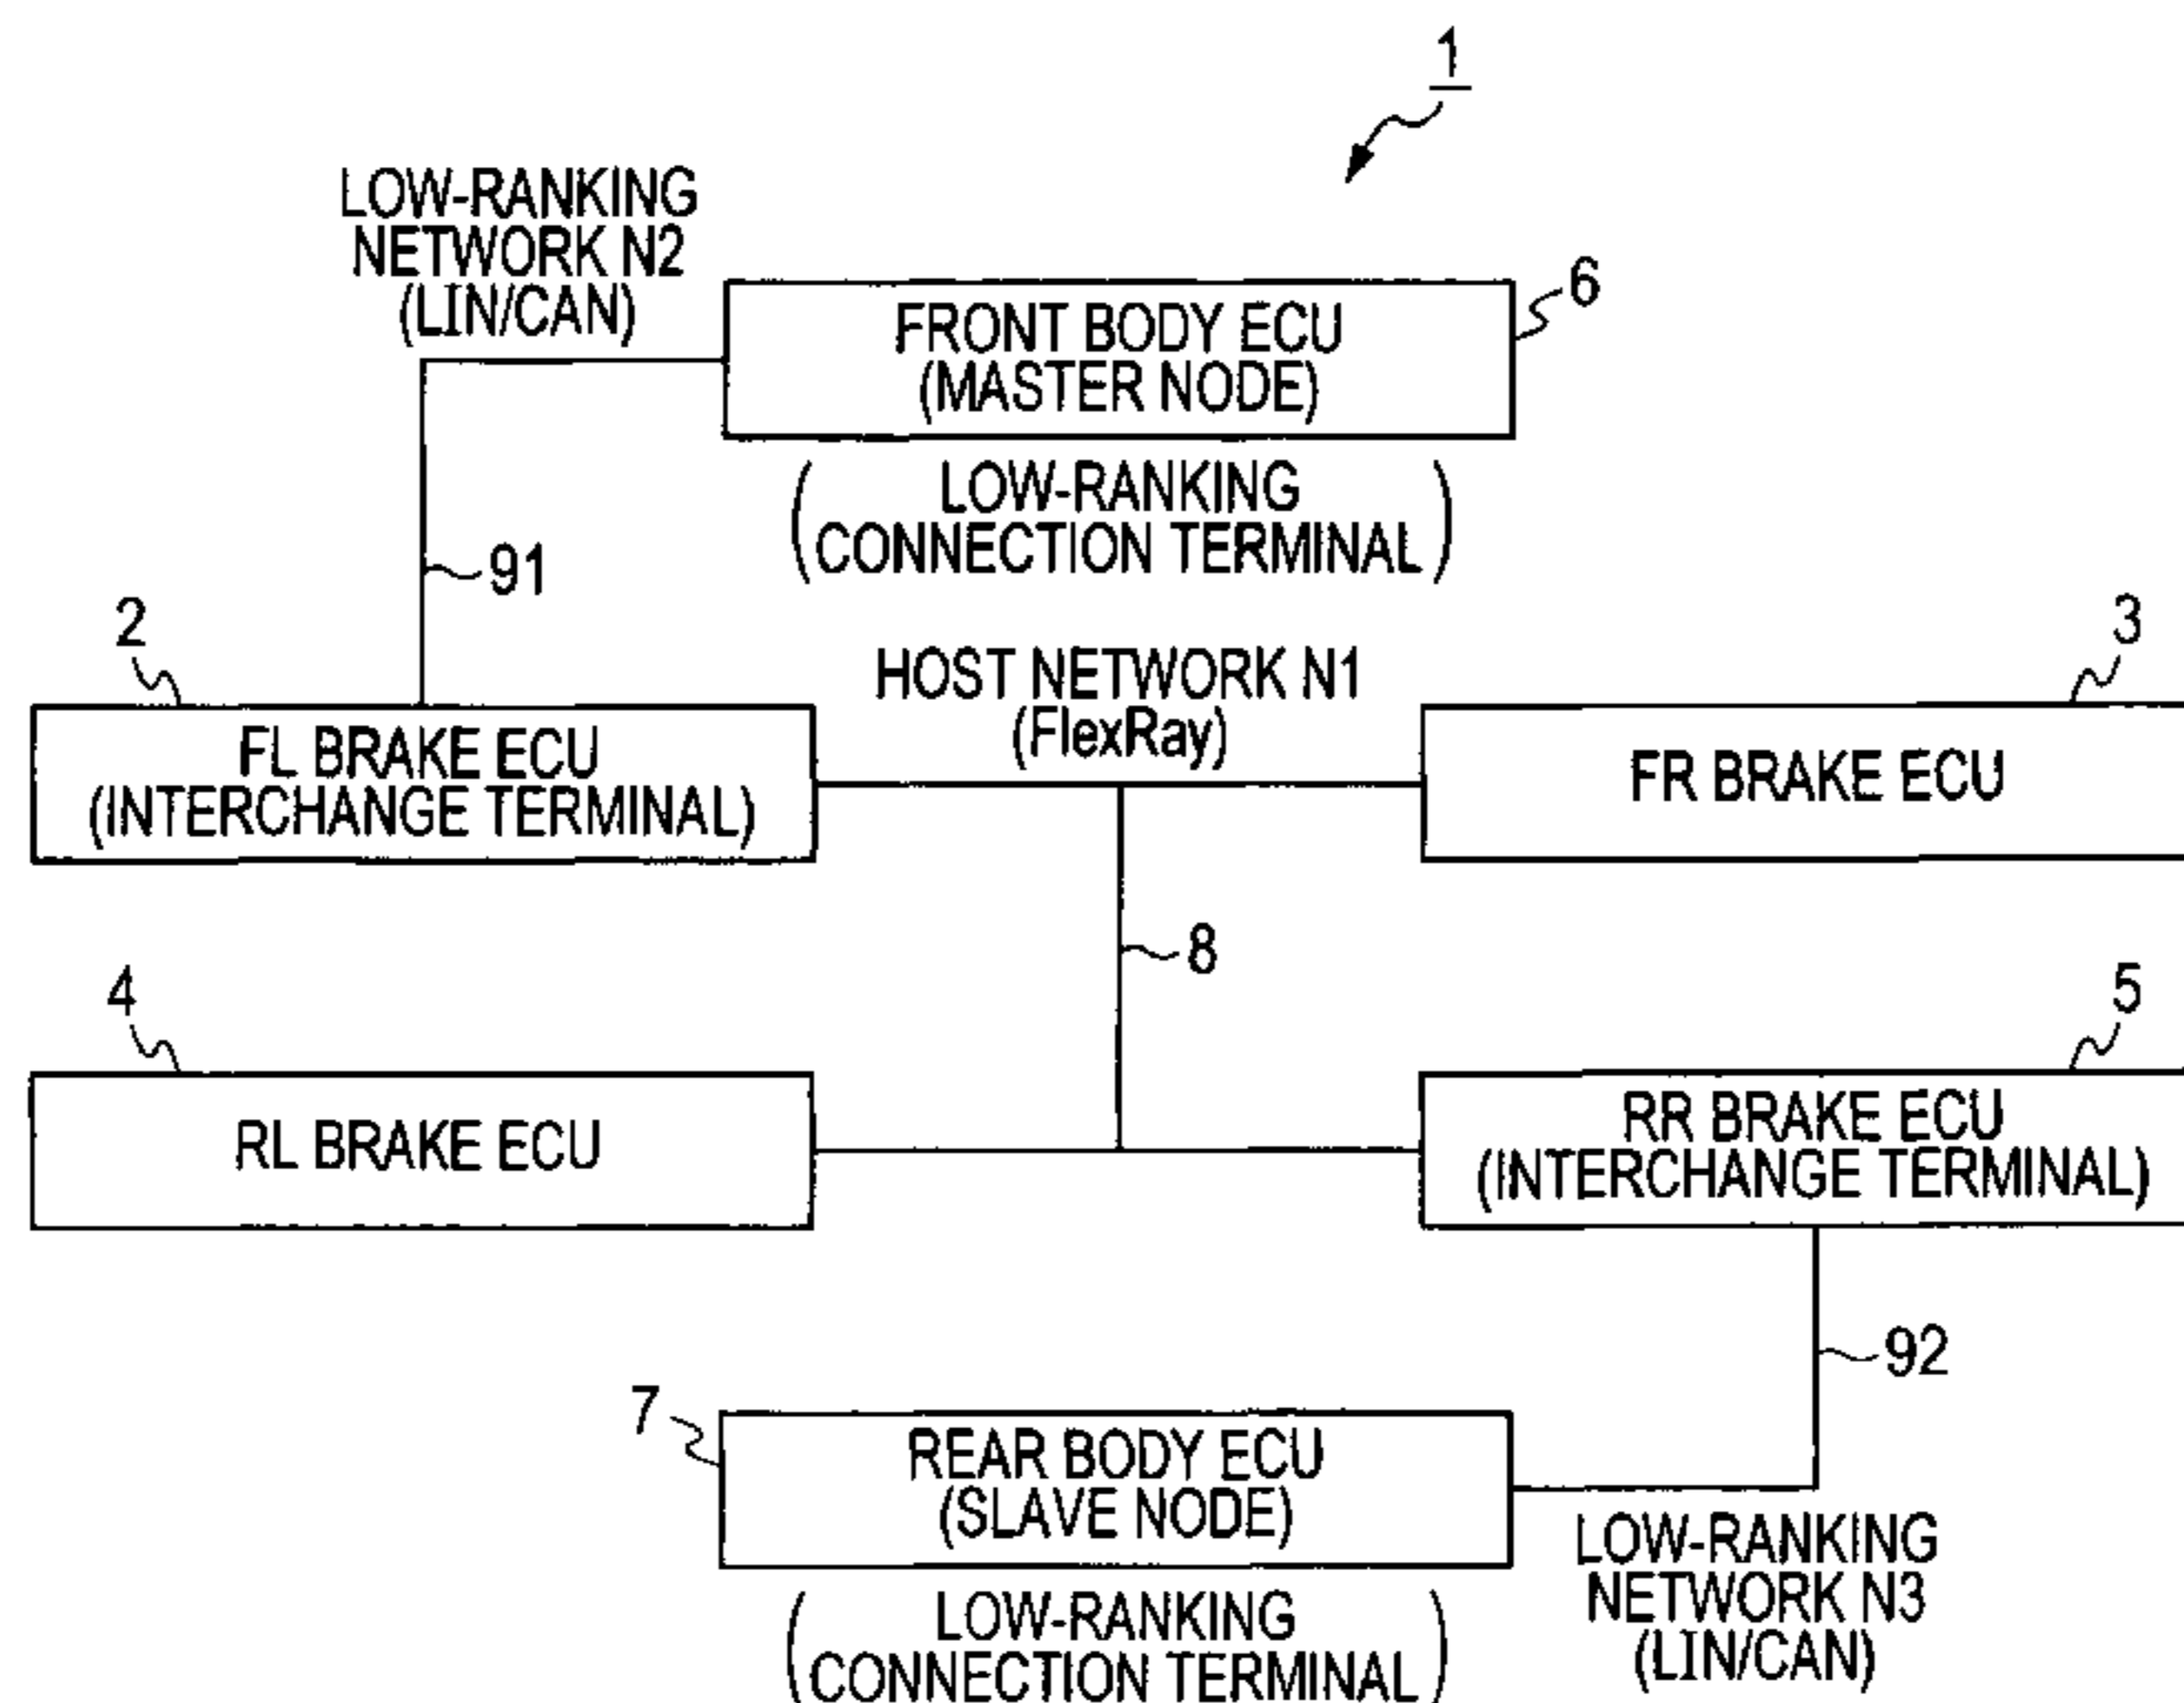 1
LOW-RANKING
NETWORK N2
(LIN/CAN)
6
FRONT BODY ECU
(MASTER NODE)
(LOW-RANKING
CONNECTION TERMINAL)
91
2
3
HOST NETWORK N1
(FlexRay)
FL BRAKE ECU
(INTERCHANGE TERMINAL)
FR BRAKE ECU
8
4
5
RL BRAKE ECU
RR BRAKE ECU
(INTERCHANGE TERMINAL)
92
7
REAR BODY ECU
(SLAVE NODE)
(LOW-RANKING
CONNECTION TERMINAL)
LOW-RANKING
NETWORK N3
(LIN/CAN)